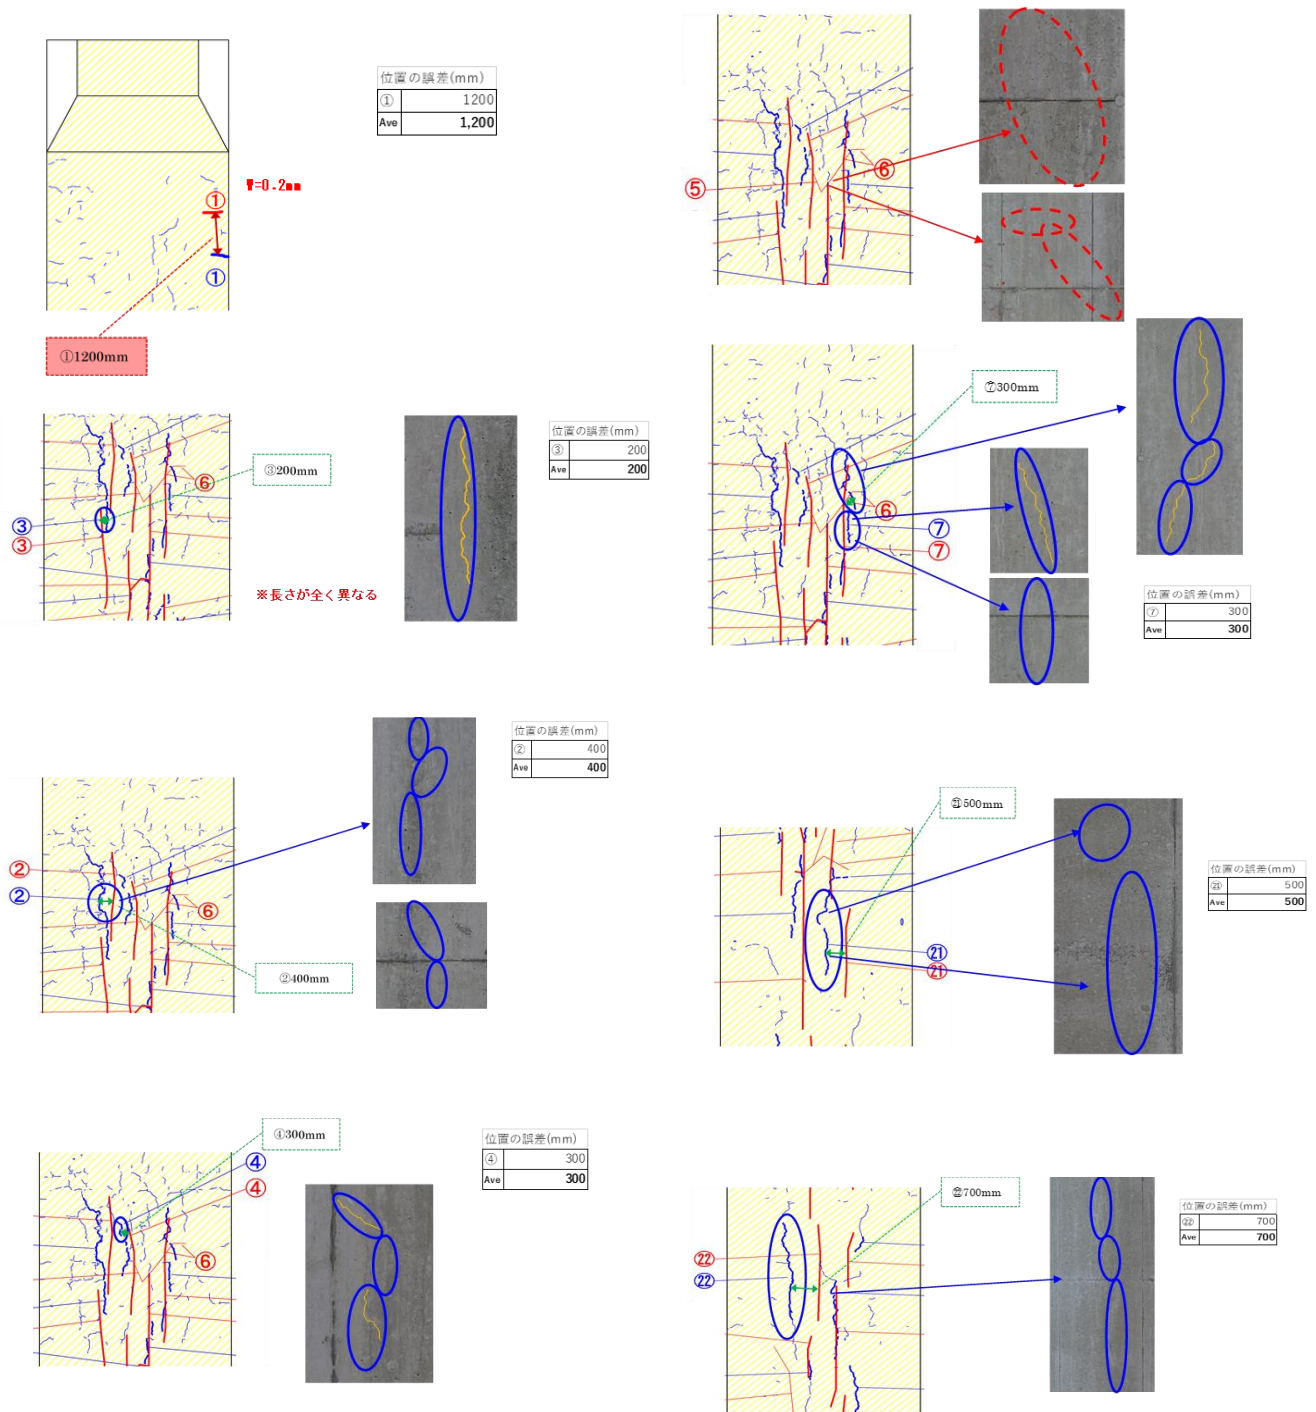 位置の誤差(mm)
① 1200
Ave 1,200
W=0.2mm
①
①
①1200mm
⑤
⑥
③200mm
③
③
⑥
※長さが全く異なる
位置の誤差(mm)
③ 200
Ave 200
⑦300mm
⑥
⑦
⑦
位置の誤差(mm)
⑦ 300
Ave 300
②
②
⑥
②400mm
位置の誤差(mm)
② 400
Ave 400
㉑500mm
㉑
㉑
位置の誤差(mm)
㉑ 500
Ave 500
④300mm
④
④
⑥
位置の誤差(mm)
④ 300
Ave 300
㉒700mm
㉒
㉒
位置の誤差(mm)
㉒ 700
Ave 700